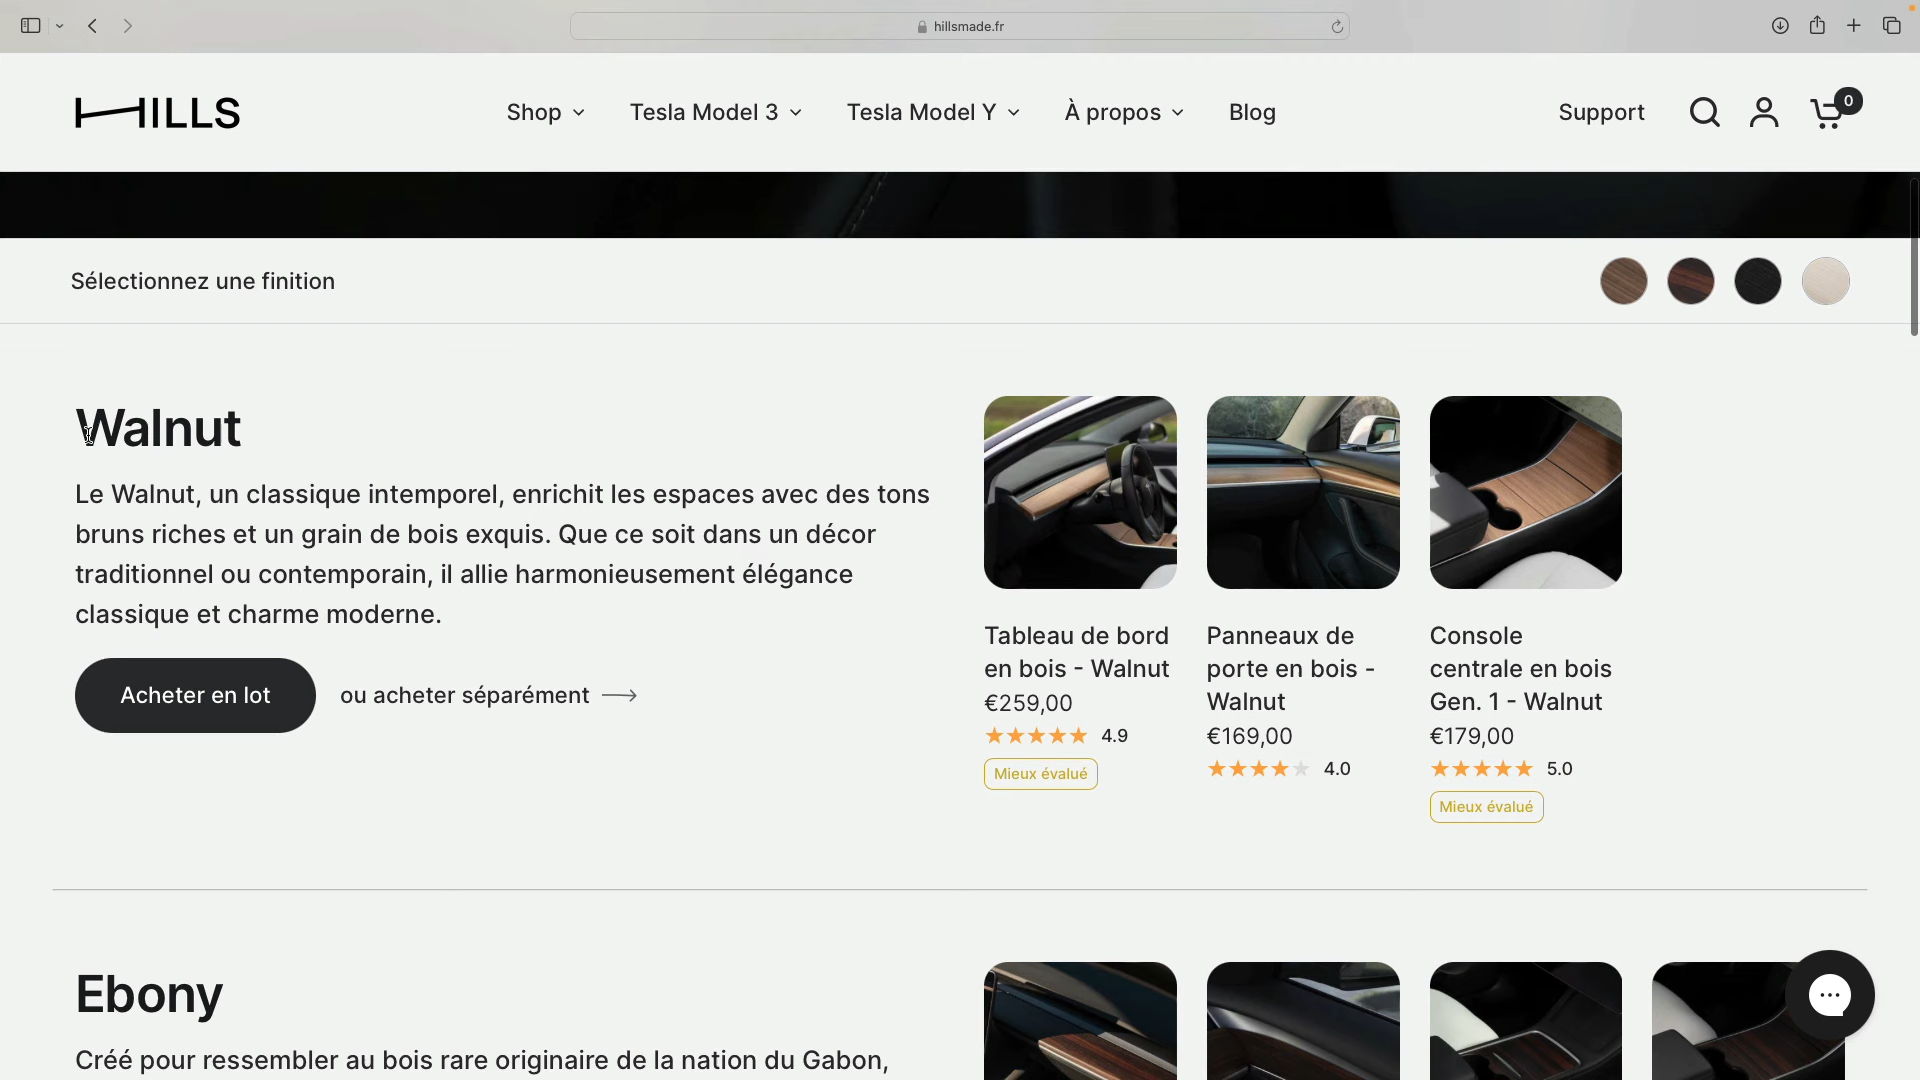 hillsmade.fr
HILLS
Shop
Tesla Model 3
Tesla Model Y
À propos
Blog
Support
0
Sélectionnez une finition
Walnut
Le Walnut, un classique intemporel, enrichit les espaces avec des tons
bruns riches et un grain de bois exquis. Que ce soit dans un décor
traditionnel ou contemporain, il allie harmonieusement élégance
classique et charme moderne.
Acheter en lot
ou acheter séparément
Tableau de bord
en bois - Walnut
€259,00
4.9
Mieux évalué
Panneaux de
porte en bois -
Walnut
€169,00
4.0
Console
centrale en bois
Gen. 1 - Walnut
€179,00
5.0
Mieux évalué
Ebony
Créé pour ressembler au bois rare originaire de la nation du Gabon,